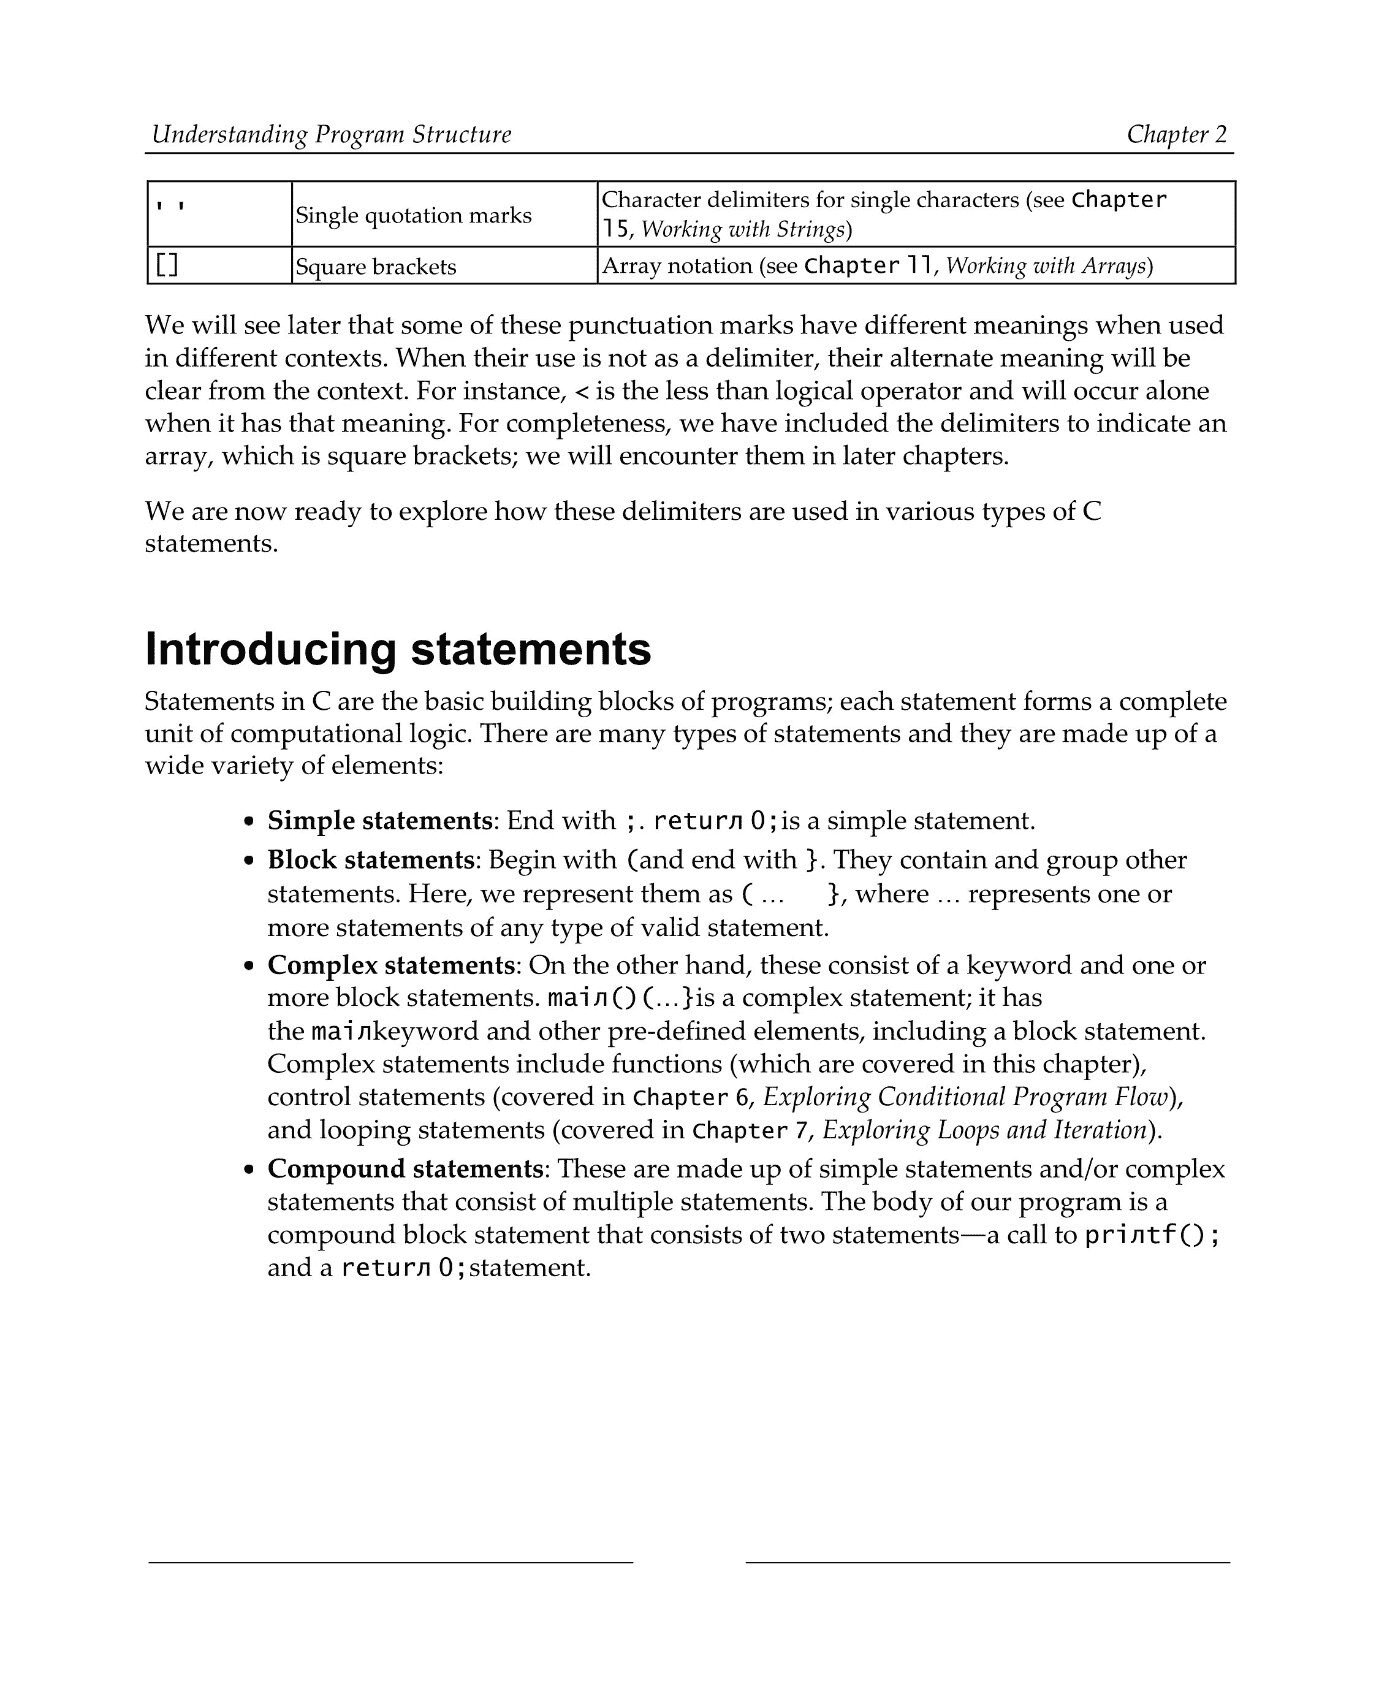 Understanding Program Structure Chapter 2
' ' Single quotation marks Character delimiters for single characters (see Chapter
15, Working with Strings)
[] Square brackets Array notation (see Chapter 11, Working with Arrays)
We will see later that some of these punctuation marks have different meanings when used
in different contexts. When their use is not as a delimiter, their alternate meaning will be
clear from the context. For instance, < is the less than logical operator and will occur alone
when it has that meaning. For completeness, we have included the delimiters to indicate an
array, which is square brackets; we will encounter them in later chapters.
We are now ready to explore how these delimiters are used in various types of C
statements.
Introducing statements
Statements in C are the basic building blocks of programs; each statement forms a complete
unit of computational logic. There are many types of statements and they are made up of a
wide variety of elements:
• Simple statements: End with ;. returл 0;is a simple statement.
• Block statements: Begin with (and end with }. They contain and group other
statements. Here, we represent them as ( … }, where … represents one or
more statements of any type of valid statement.
• Complex statements: On the other hand, these consist of a keyword and one or
more block statements. maiл()(…}is a complex statement; it has
the maiлkeyword and other pre-defined elements, including a block statement.
Complex statements include functions (which are covered in this chapter),
control statements (covered in Chapter 6, Exploring Conditional Program Flow),
and looping statements (covered in Chapter 7, Exploring Loops and Iteration).
• Compound statements: These are made up of simple statements and/or complex
statements that consist of multiple statements. The body of our program is a
compound block statement that consists of two statements—a call to priлtf();
and a returл 0;statement.